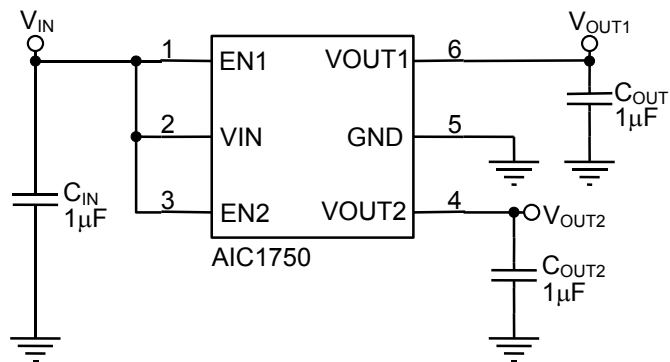 VIN
VOUT1
1 EN1 VOUT1 6
COUT
1μF
2 VIN GND 5
CIN
1μF
3 EN2 VOUT2 4
VOUT2
AIC1750
COUT2
1μF